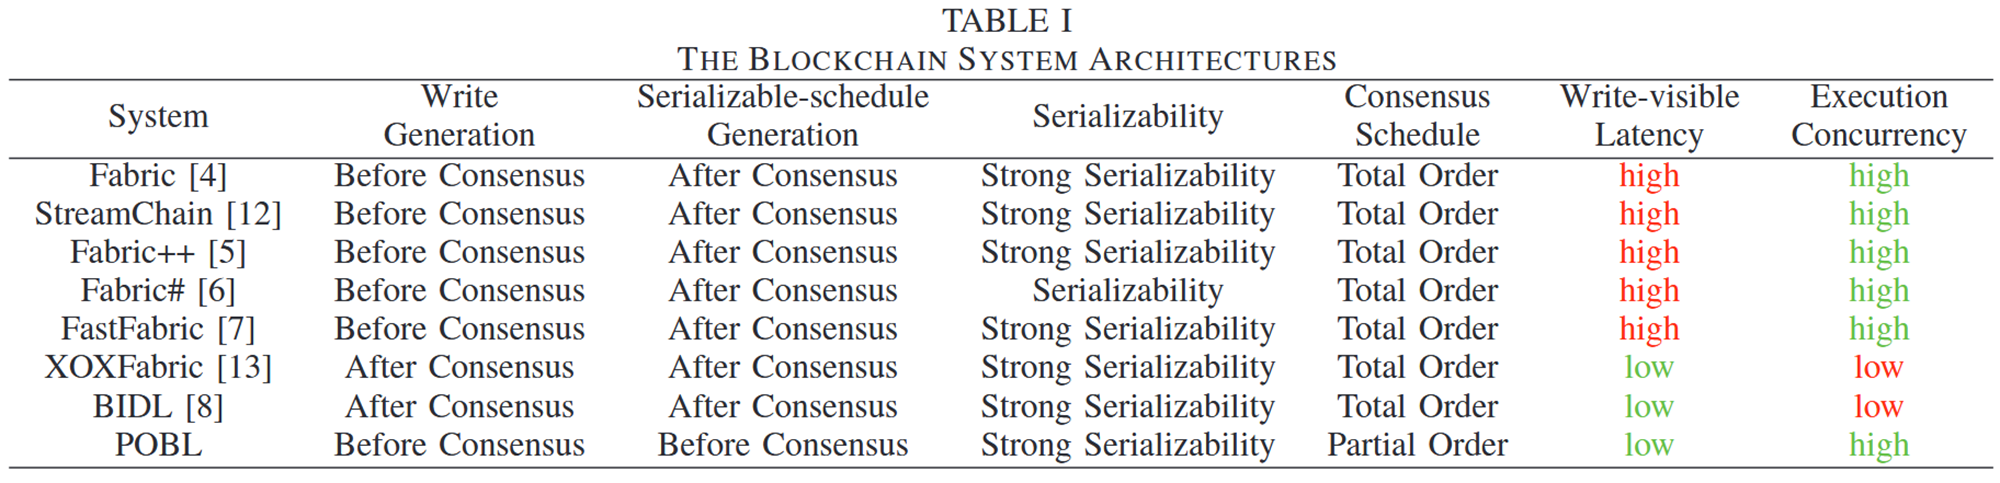 TABLE I
THE BLOCKCHAIN SYSTEM ARCHITECTURES
System Write Generation Serializable-schedule Generation Serializability Consensus Schedule Write-visible Latency Execution Concurrency
Fabric [4] Before Consensus After Consensus Strong Serializability Total Order high high
StreamChain [12] Before Consensus After Consensus Strong Serializability Total Order high high
Fabric++ [5] Before Consensus After Consensus Strong Serializability Total Order high high
Fabric# [6] Before Consensus After Consensus Serializability Total Order high high
FastFabric [7] Before Consensus After Consensus Strong Serializability Total Order high high
XOXFabric [13] After Consensus After Consensus Strong Serializability Total Order low low
BIDL [8] After Consensus After Consensus Strong Serializability Total Order low low
POBL Before Consensus Before Consensus Strong Serializability Partial Order low high